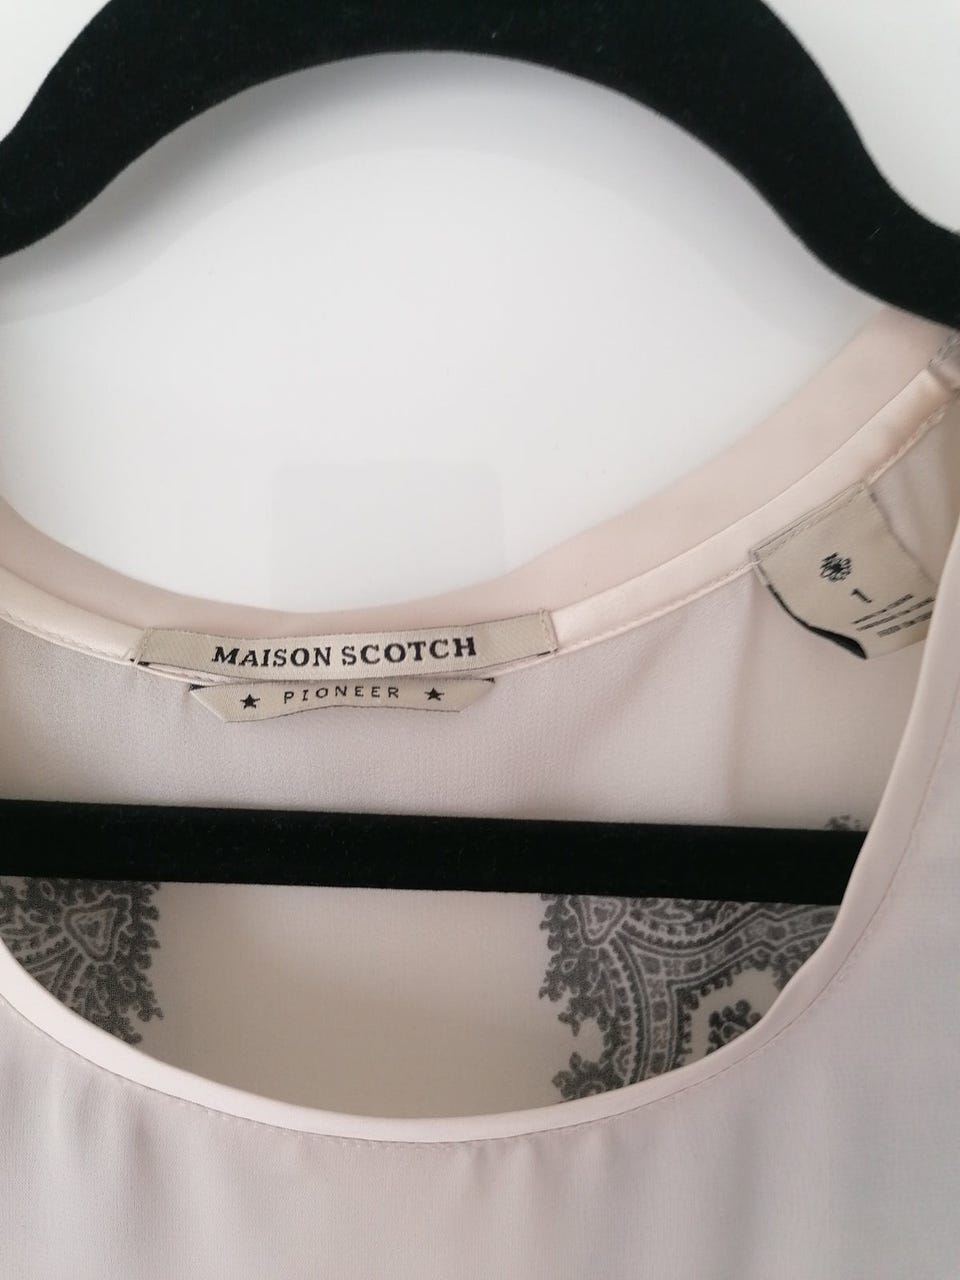 MAISON SCOTCH
★ PIONEER ★
1